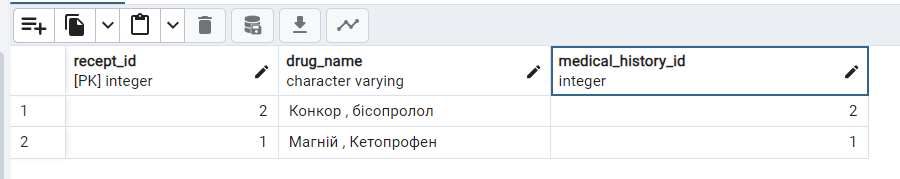 recept_id drug_name medical_history_id
[PK] integer character varying integer
1 2 Конкор , бісопролол 2
2 1 Магній , Кетопрофен 1